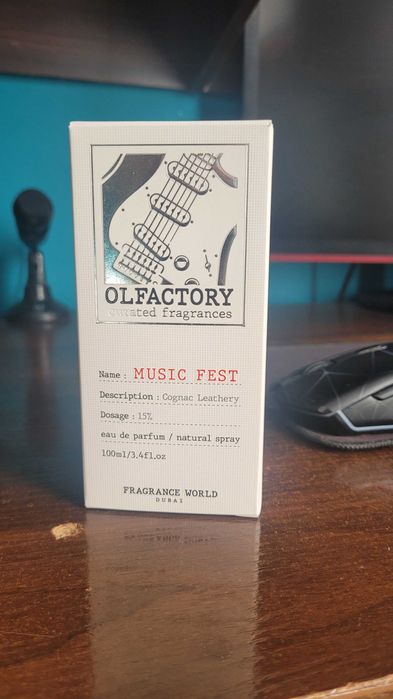 OLFACTORY
curated fragrances
Name : MUSIC FEST
Description : Cognac Leathery
Dosage : 15%
eau de parfum / natural spray
100ml/3.4fl.oz
FRAGRANCE WORLD
DUBAI